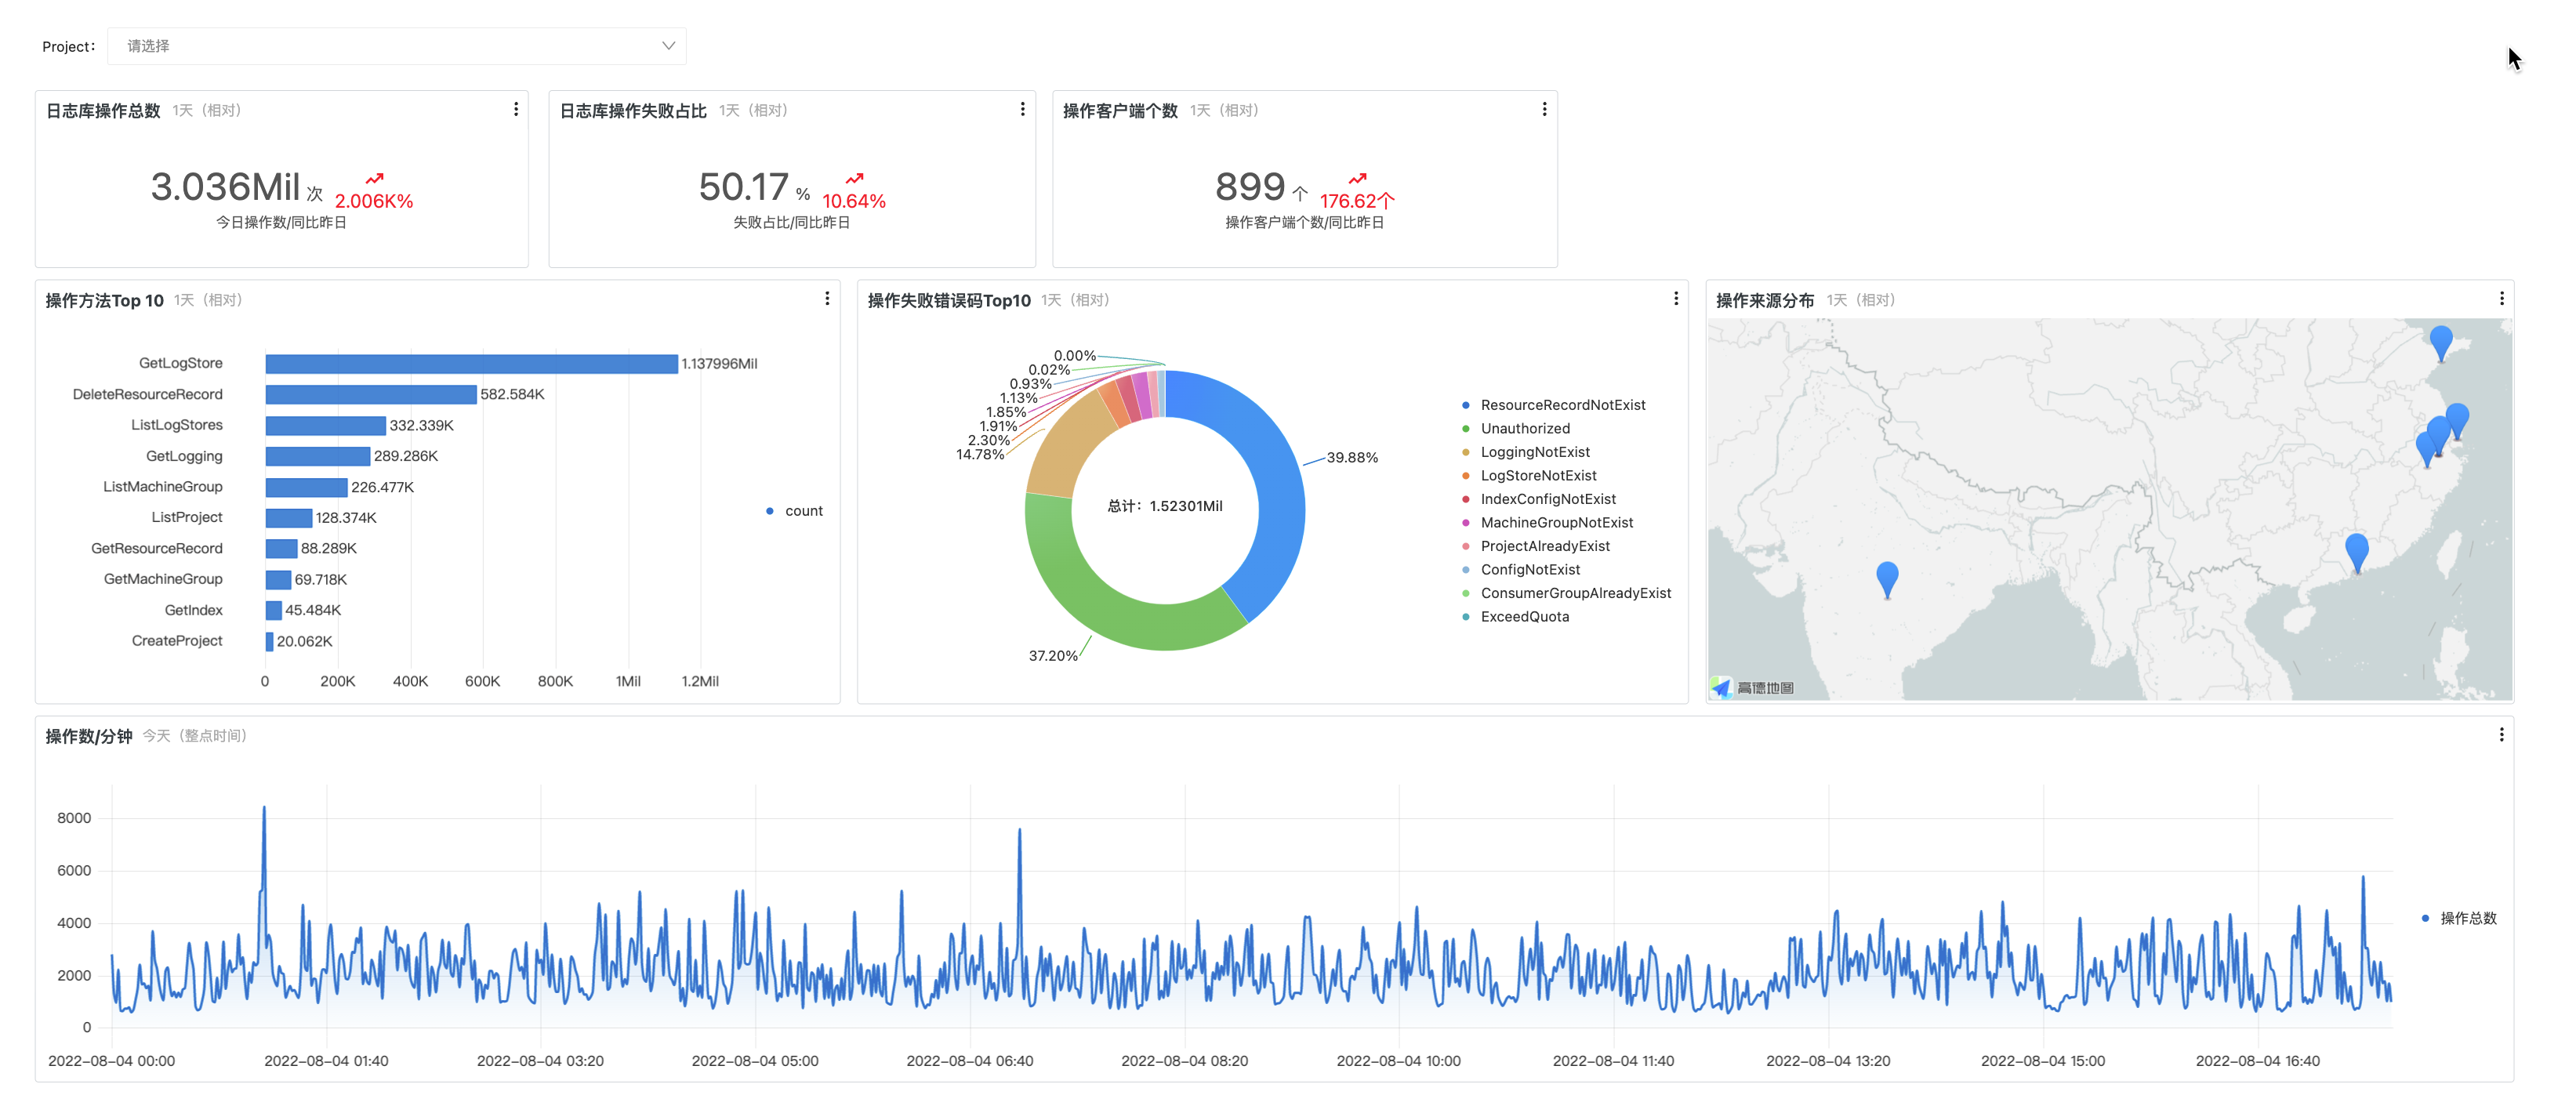 Project: 请选择
日志库操作总数 1天（相对）
3.036Mil 次 2.006K%
今日操作数/同比昨日
日志库操作失败占比 1天（相对）
50.17 % 10.64%
失败占比/同比昨日
操作客户端个数 1天（相对）
899 个 176.62个
操作客户端个数/同比昨日
操作方法Top 10 1天（相对）
GetLogStore 1.137996Mil
DeleteResourceRecord 582.584K
ListLogStores 332.339K
GetLogging 289.286K
ListMachineGroup 226.477K
ListProject 128.374K
GetResourceRecord 88.289K
GetMachineGroup 69.718K
GetIndex 45.484K
CreateProject 20.062K
0 200K 400K 600K 800K 1Mil 1.2Mil
count
操作失败错误码Top10 1天（相对）
0.00%
0.02%
0.93%
1.13%
1.85%
1.91%
2.30%
14.78%
39.88%
总计：1.52301Mil
37.20%
ResourceRecordNotExist
Unauthorized
LoggingNotExist
LogStoreNotExist
IndexConfigNotExist
MachineGroupNotExist
ProjectAlreadyExist
ConfigNotExist
ConsumerGroupAlreadyExist
ExceedQuota
操作来源分布 1天（相对）
高德地图
操作数/分钟 今天（整点时间）
8000
6000
4000
2000
0
2022-08-04 00:00 2022-08-04 01:40 2022-08-04 03:20 2022-08-04 05:00 2022-08-04 06:40 2022-08-04 08:20 2022-08-04 10:00 2022-08-04 11:40 2022-08-04 13:20 2022-08-04 15:00 2022-08-04 16:40
操作总数